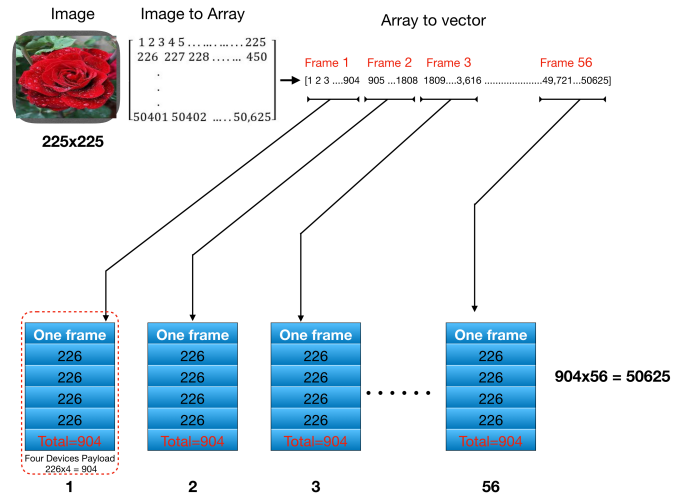 Image
Image to Array
Array to vector
1 2 3 4 5 ... ... ... ... 225
226 227 228 .... ... 450
.
.
.
50401 50402 ... .. 50,625
225x225
Frame 1
Frame 2
Frame 3
Frame 56
[1 2 3 ....904 905 ...1808 1809....3,616 ...................... 49,721...50625]
One frame
226
226
226
226
Total=904
Four Devices Payload
226x4 = 904
1
One frame
226
226
226
226
Total=904
2
One frame
226
226
226
226
Total=904
3
. . . . . .
One frame
226
226
226
226
Total=904
56
904x56 = 50625